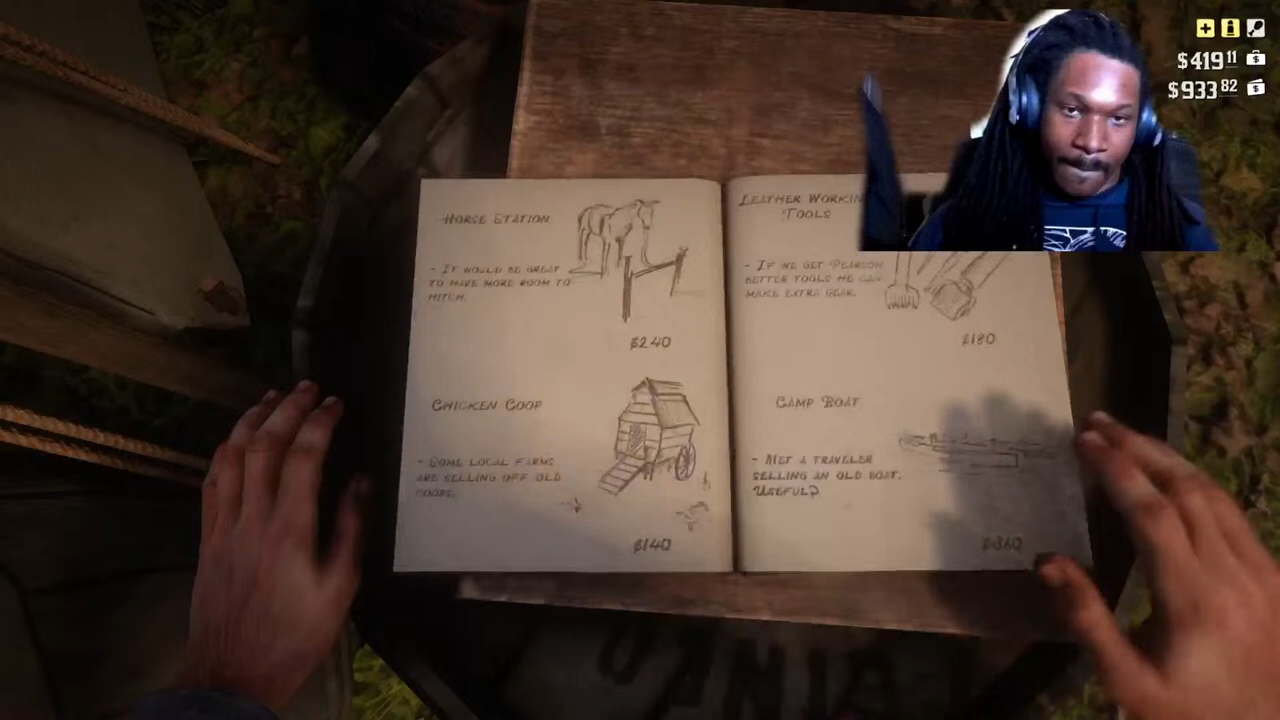 $419 11
$933 82
HORSE STATION
- IT WOULD BE GREAT
TO HAVE MORE ROOM TO
HITCH.
$240
CHICKEN COOP
- SOME LOCAL FARMS
ARE SELLING OFF OLD
COOPS.
$140
LEATHER WORKIN
TOOLS
- IF WE GET PEARSON
BETTER TOOLS HE CAN
MAKE EXTRA GEAR.
$180
CAMP BOAT
- MET A TRAVELER
SELLING AN OLD BOAT.
USEFUL?